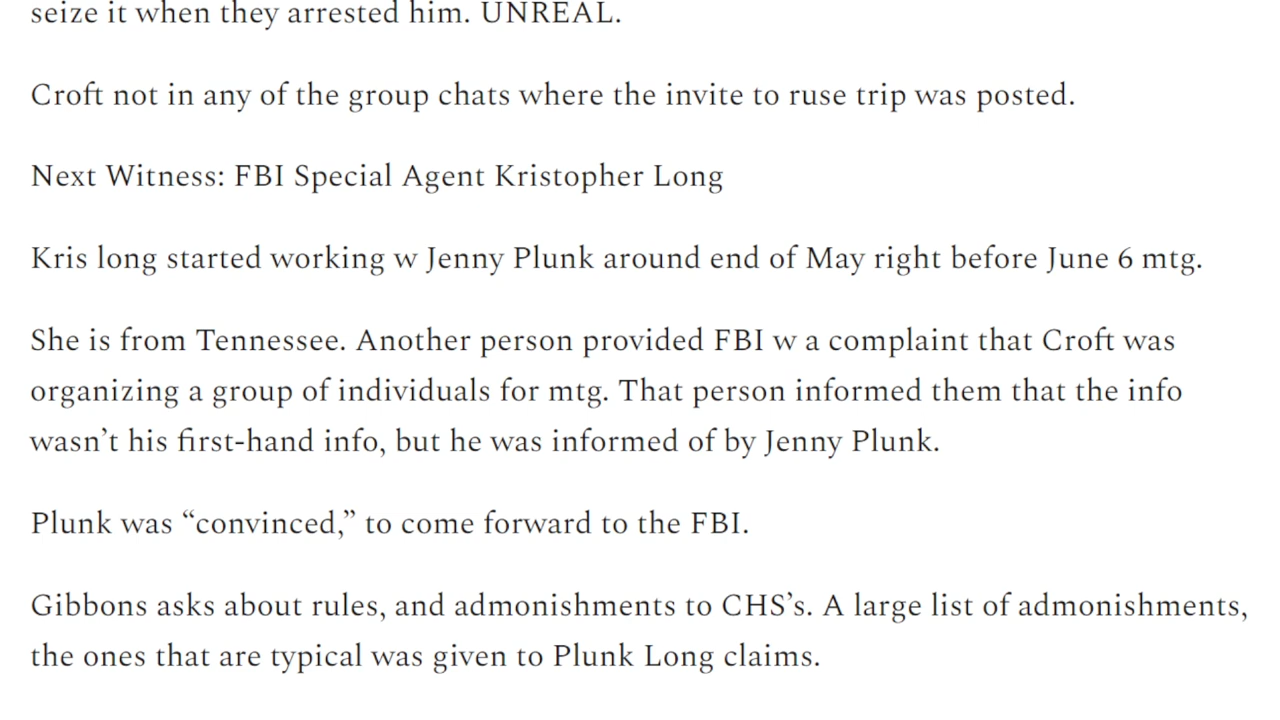 seize it when they arrested him. UNREAL.
Croft not in any of the group chats where the invite to ruse trip was posted.
Next Witness: FBI Special Agent Kristopher Long
Kris long started working w Jenny Plunk around end of May right before June 6 mtg.
She is from Tennessee. Another person provided FBI w a complaint that Croft was
organizing a group of individuals for mtg. That person informed them that the info
wasn’t his first-hand info, but he was informed of by Jenny Plunk.
Plunk was “convinced,” to come forward to the FBI.
Gibbons asks about rules, and admonishments to CHS’s. A large list of admonishments,
the ones that are typical was given to Plunk Long claims.